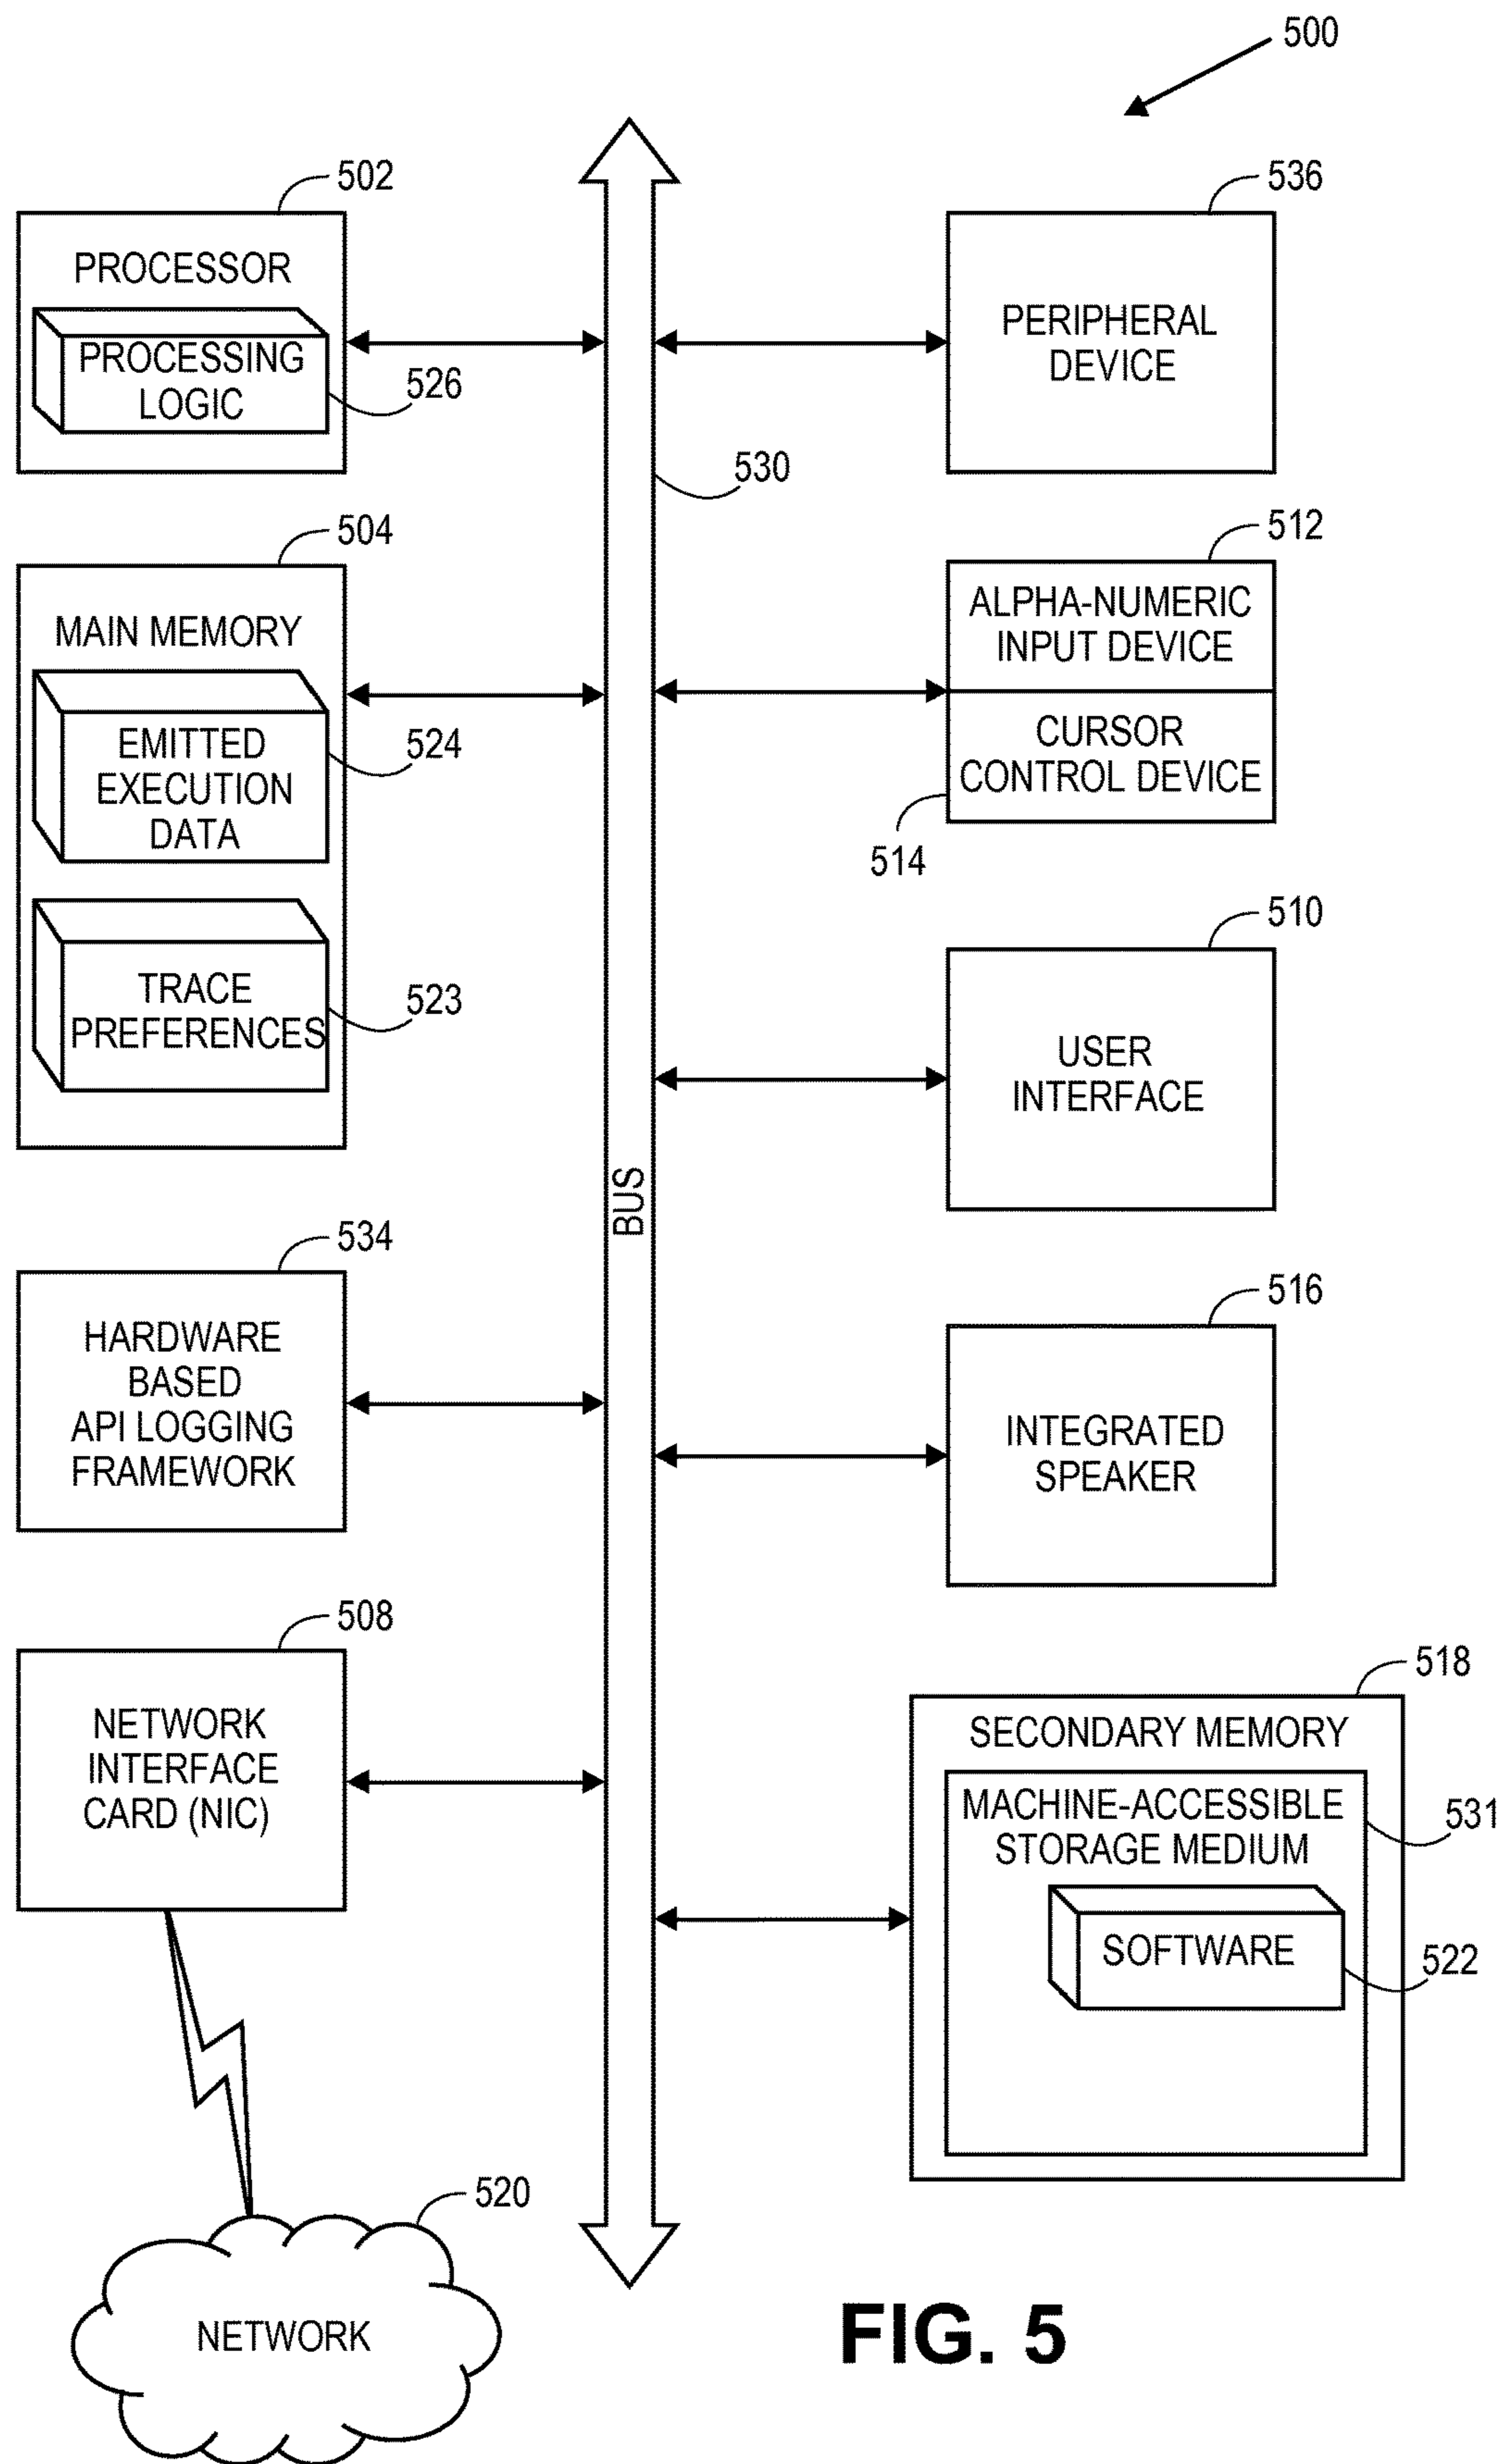 500
502
PROCESSOR
PROCESSING
LOGIC
526
504
MAIN MEMORY
EMITTED
EXECUTION
DATA
524
TRACE
PREFERENCES
523
534
HARDWARE
BASED
API LOGGING
FRAMEWORK
508
NETWORK
INTERFACE
CARD (NIC)
520
NETWORK
530
BUS
536
PERIPHERAL
DEVICE
512
ALPHA-NUMERIC
INPUT DEVICE
CURSOR
CONTROL DEVICE
514
510
USER
INTERFACE
516
INTEGRATED
SPEAKER
518
SECONDARY MEMORY
MACHINE-ACCESSIBLE
STORAGE MEDIUM
531
SOFTWARE
522
FIG. 5